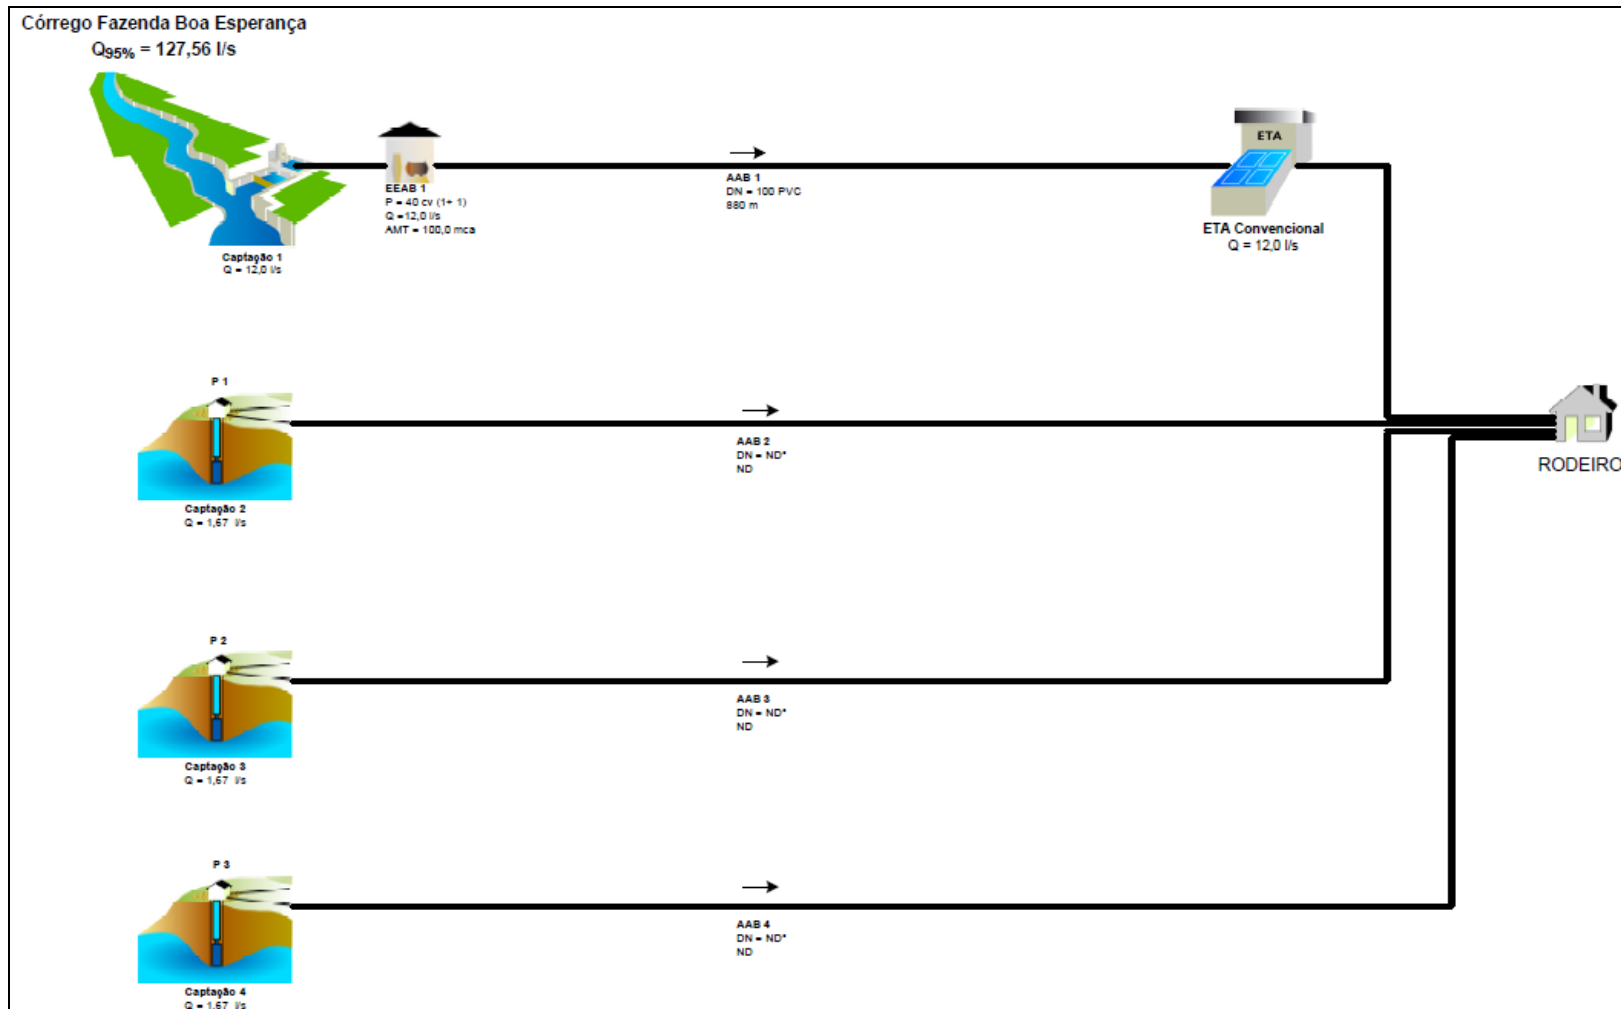 Córrego Fazenda Boa Esperança
Q95% = 127,56 l/s
ETA
EEAB 1
P = 40 cv (1+ 1)
Q =12,0 l/s
AMT = 100,0 mca
AAB 1
DN = 100 PVC
880 m
ETA Convencional
Q = 12,0 l/s
Captação 1
Q = 12,0 l/s
P 1
AAB 2
DN = ND*
ND
RODEIRO
Captação 2
Q = 1,67 l/s
P 2
AAB 3
DN = ND*
ND
Captação 3
Q = 1,67 l/s
P 3
AAB 4
DN = ND*
ND
Captação 4
Q = 1,67 l/s